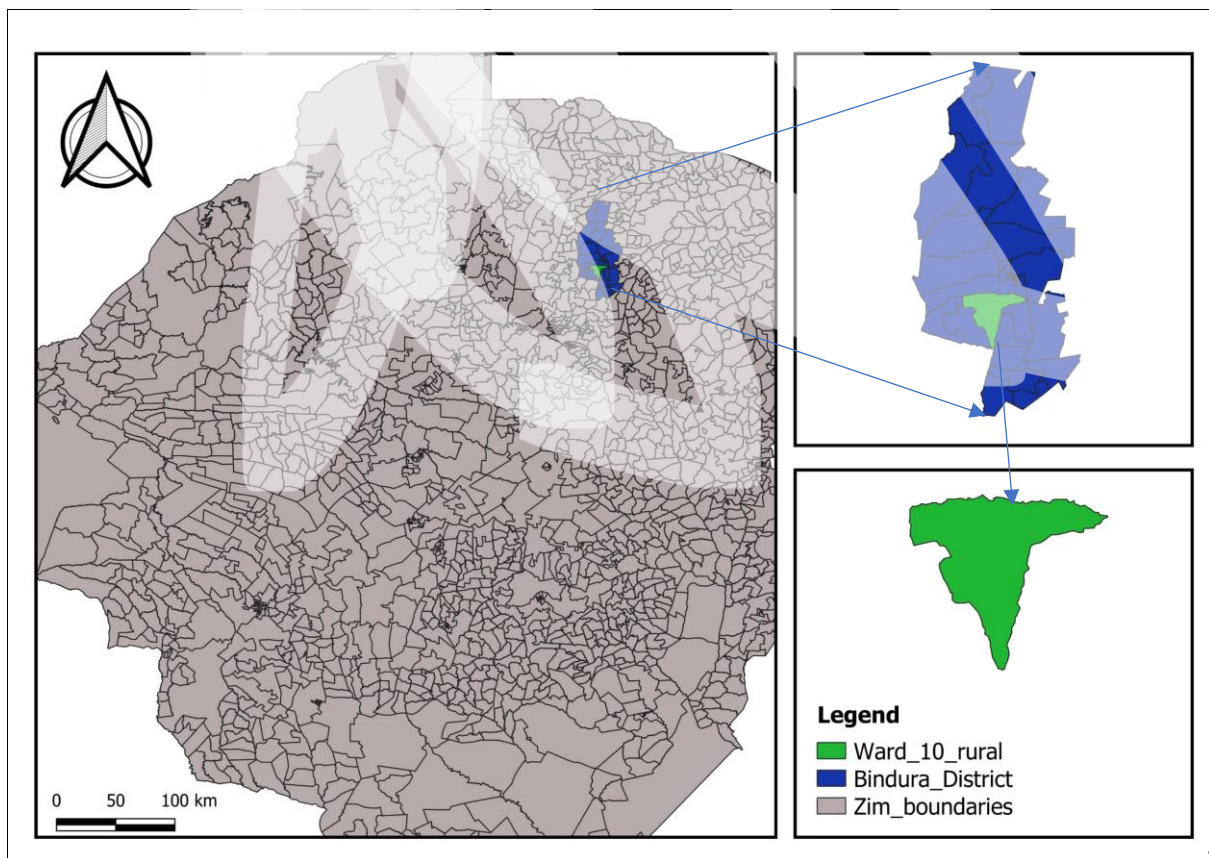 0 50 100 km
Legend
Ward_10_rural
Bindura_District
Zim_boundaries